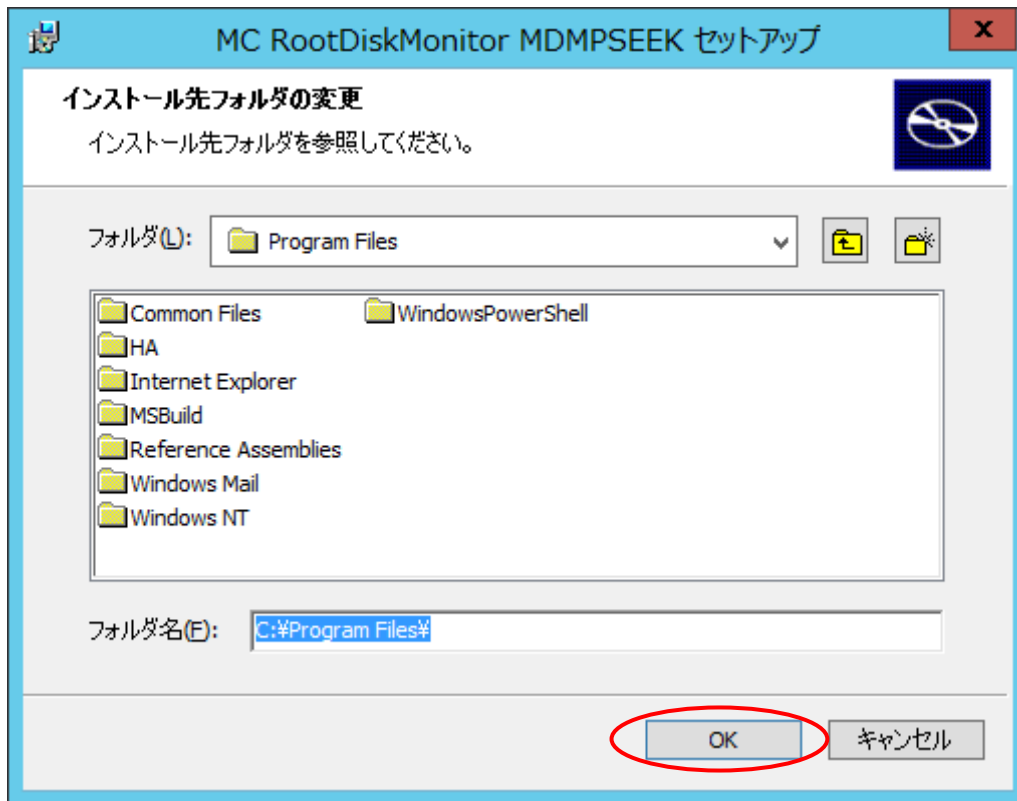 MC RootDiskMonitor MDMPSEEK セットアップ
x
インストール先フォルダの変更
インストール先フォルダを参照してください。
フォルダ(L): Program Files
Common Files WindowsPowerShell
HA
Internet Explorer
MSBuild
Reference Assemblies
Windows Mail
Windows NT
フォルダ名(F): C:¥Program Files¥
OK キャンセル